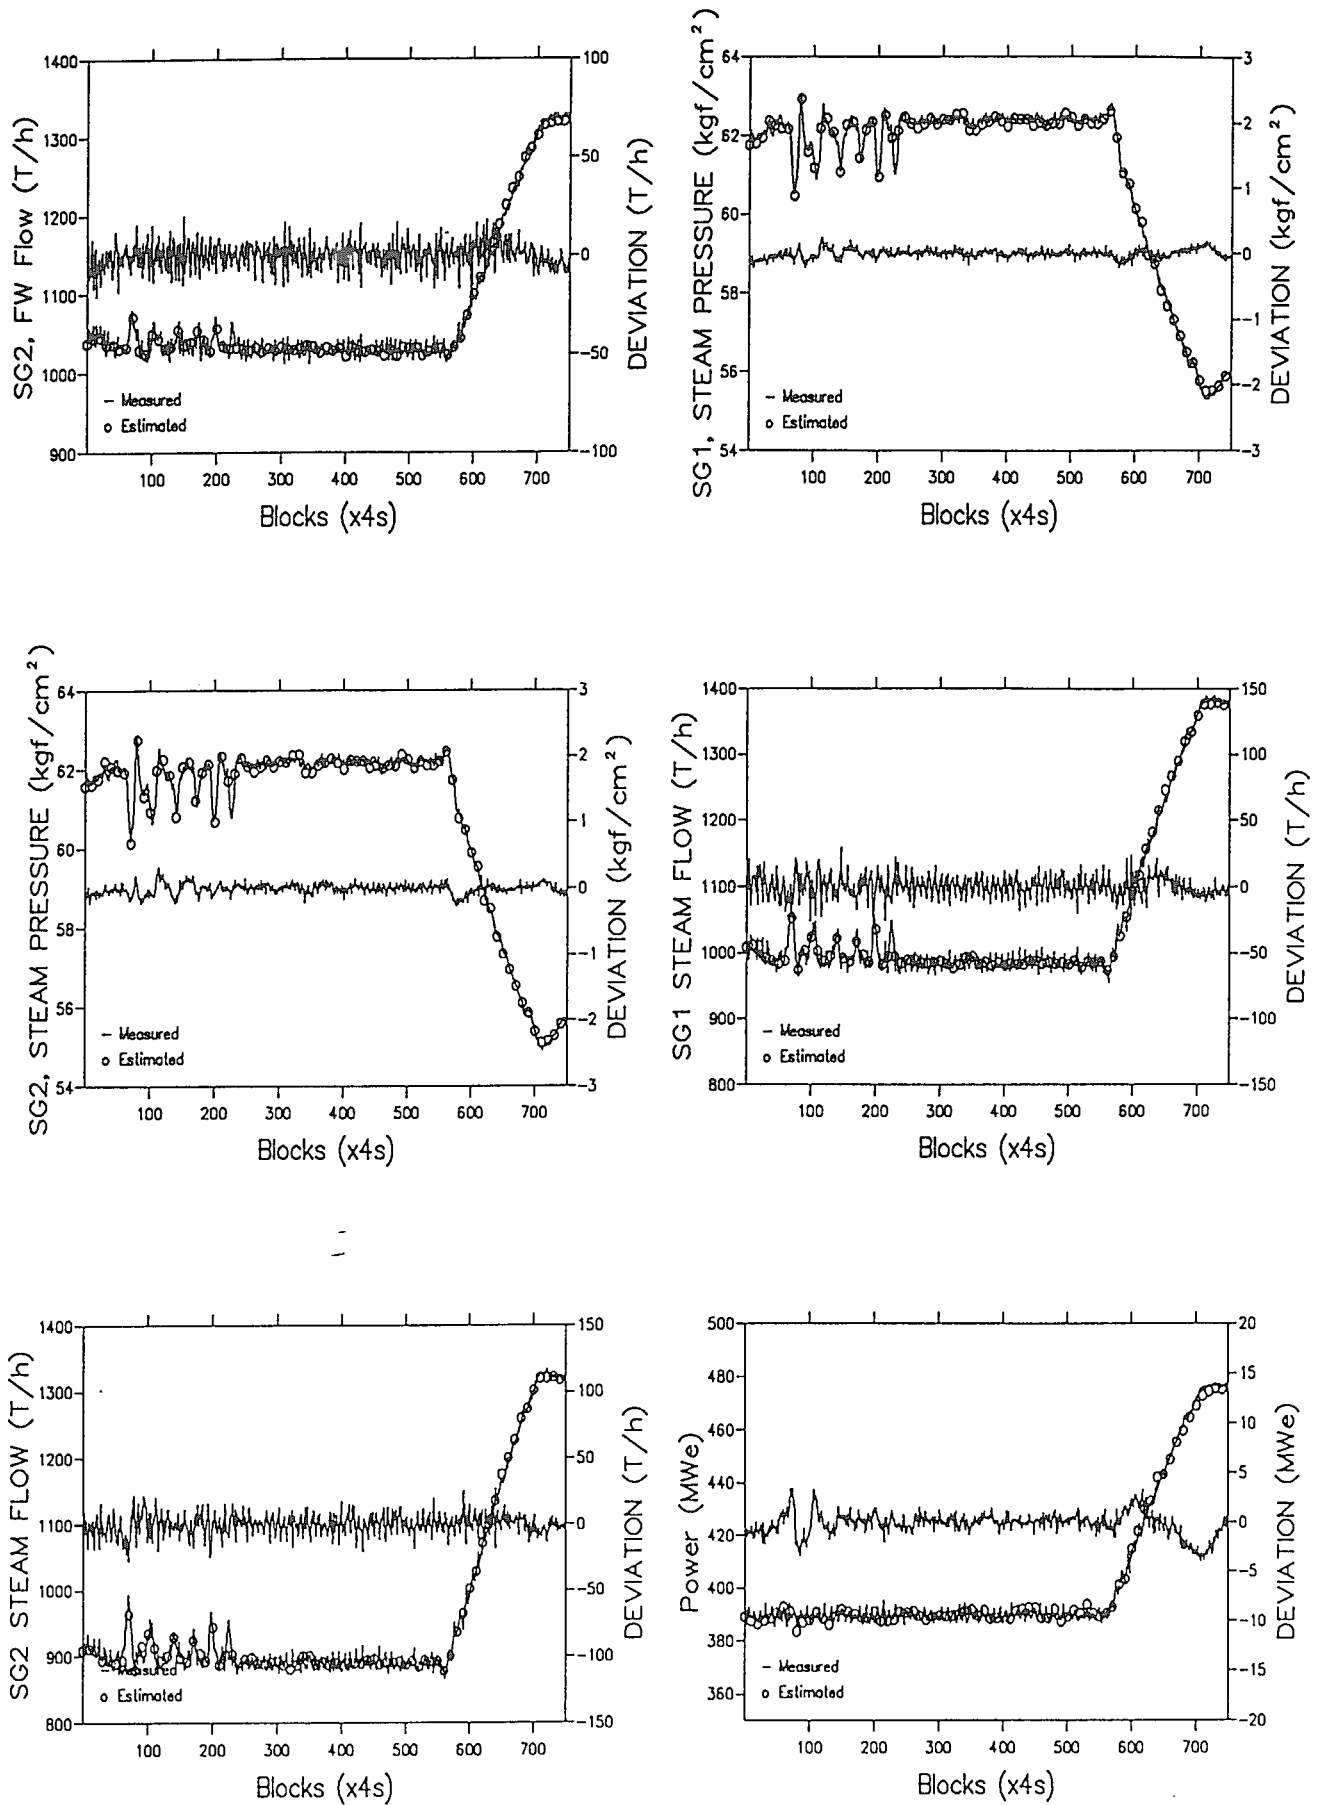 SG2, FW Flow (T/h)
1400
1300
1200
1100
1000
900
100
50
0
-50
-100
DEVIATION (T/h)
— Measured
o Estimated
100 200 300 400 500 600 700
Blocks (x4s)
SG1, STEAM PRESSURE (kgf/cm²)
64
62
60
58
56
54
3
2
1
0
-1
-2
-3
DEVIATION (kgf/cm²)
— Measured
o Estimated
100 200 300 400 500 600 700
Blocks (x4s)
SG2, STEAM PRESSURE (kgf/cm²)
64
62
60
58
56
54
3
2
1
0
-1
-2
-3
DEVIATION (kgf/cm²)
— Measured
o Estimated
100 200 300 400 500 600 700
Blocks (x4s)
SG1 STEAM FLOW (T/h)
1400
1300
1200
1100
1000
900
800
150
100
50
0
-50
-100
-150
DEVIATION (T/h)
— Measured
o Estimated
100 200 300 400 500 600 700
Blocks (x4s)
SG2 STEAM FLOW (T/h)
1400
1300
1200
1100
1000
900
800
150
100
50
0
-50
-100
-150
DEVIATION (T/h)
— Measured
o Estimated
100 200 300 400 500 600 700
Blocks (x4s)
Power (MWe)
500
480
460
440
420
400
380
360
20
15
10
5
0
-5
-10
-15
-20
DEVIATION (MWe)
— Measured
o Estimated
100 200 300 400 500 600 700
Blocks (x4s)